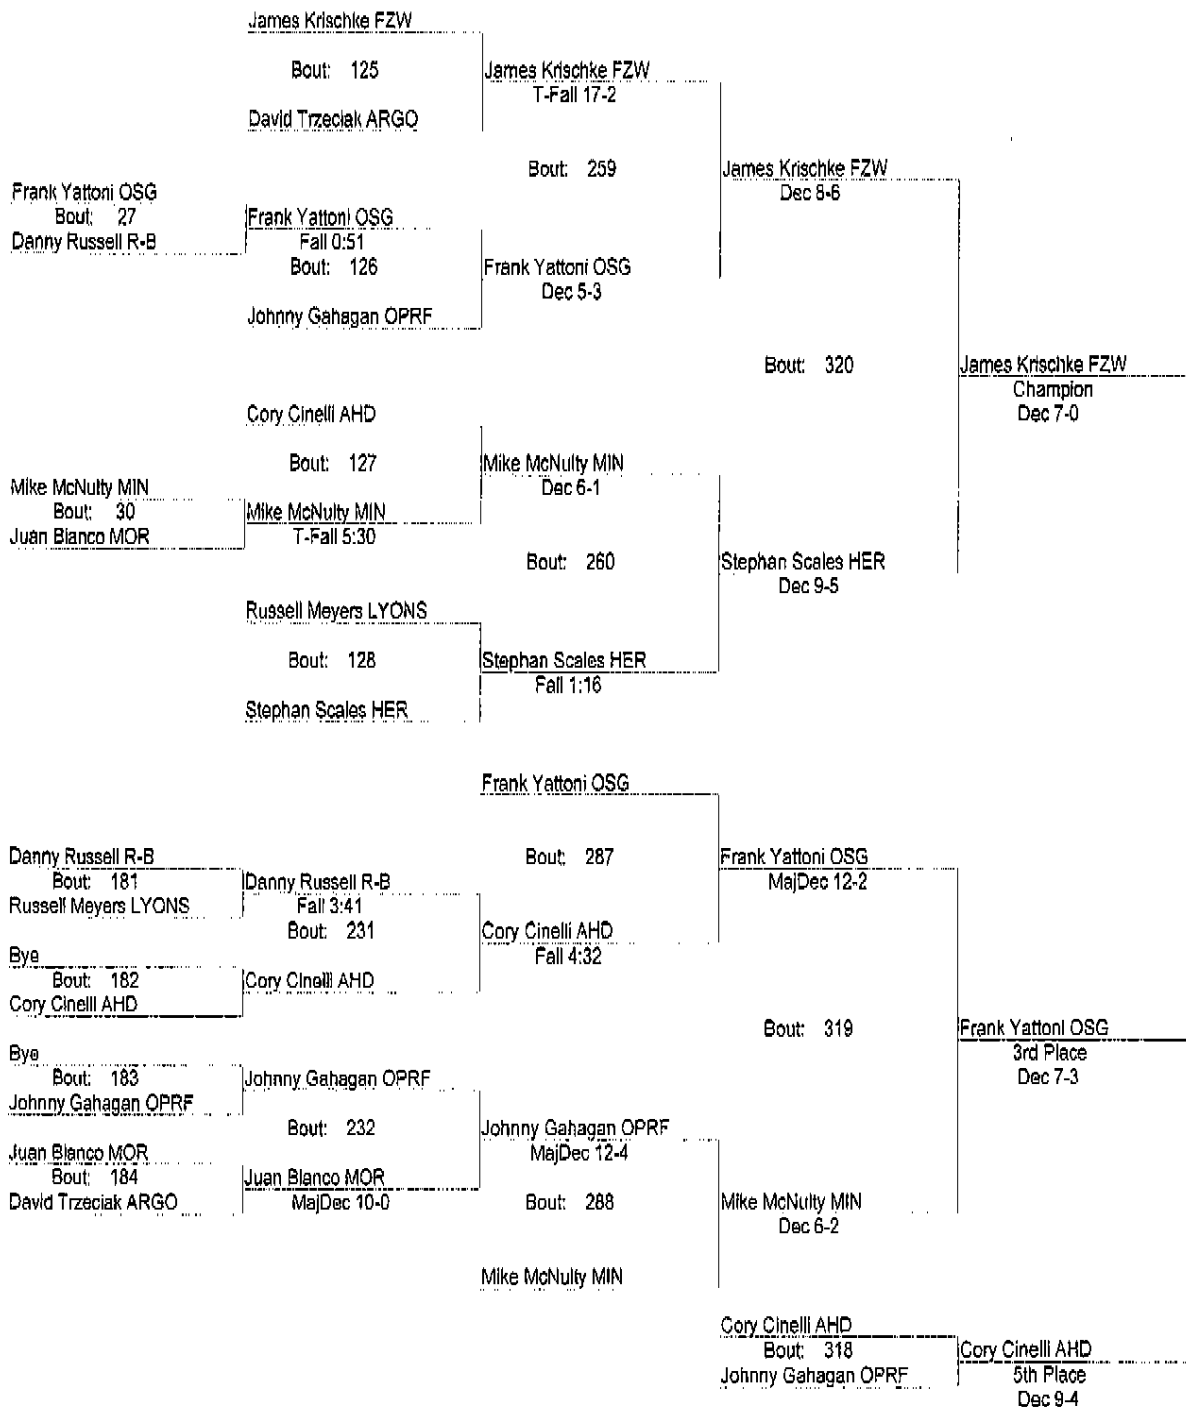 James Krischke FZW
Bout: 125
James Krischke FZW
T-Fall 17-2
David Trzeciak ARGO
Bout: 259
James Krischke FZW
Dec 8-6
Frank Yattoni OSG
Bout: 27
Danny Russell R-B
Frank Yattoni OSG
Fall 0:51
Bout: 126
Frank Yattoni OSG
Dec 5-3
Johnny Gahagan OPRF
Bout: 320
James Krischke FZW
Champion
Dec 7-0
Cory Cinelli AHD
Bout: 127
Mike McNulty MIN
Dec 6-1
Mike McNulty MIN
Bout: 30
Juan Blanco MOR
Mike McNulty MIN
T-Fall 5:30
Bout: 260
Stephan Scales HER
Dec 9-5
Russell Meyers LYONS
Bout: 128
Stephan Scales HER
Fall 1:16
Stephan Scales HER
Frank Yattoni OSG
Bout: 287
Frank Yattoni OSG
MajDec 12-2
Danny Russell R-B
Bout: 181
Russell Meyers LYONS
Danny Russell R-B
Fall 3:41
Bout: 231
Cory Cinelli AHD
Fall 4:32
Bye
Bout: 182
Cory Cinelli AHD
Cory Cinelli AHD
Bout: 319
Frank Yattoni OSG
3rd Place
Dec 7-3
Bye
Bout: 183
Johnny Gahagan OPRF
Johnny Gahagan OPRF
Bout: 232
Johnny Gahagan OPRF
MajDec 12-4
Juan Blanco MOR
Bout: 184
David Trzeciak ARGO
Juan Blanco MOR
MajDec 10-0
Bout: 288
Mike McNulty MIN
Dec 6-2
Mike McNulty MIN
Cory Cinelli AHD
Bout: 318
Johnny Gahagan OPRF
Cory Cinelli AHD
5th Place
Dec 9-4